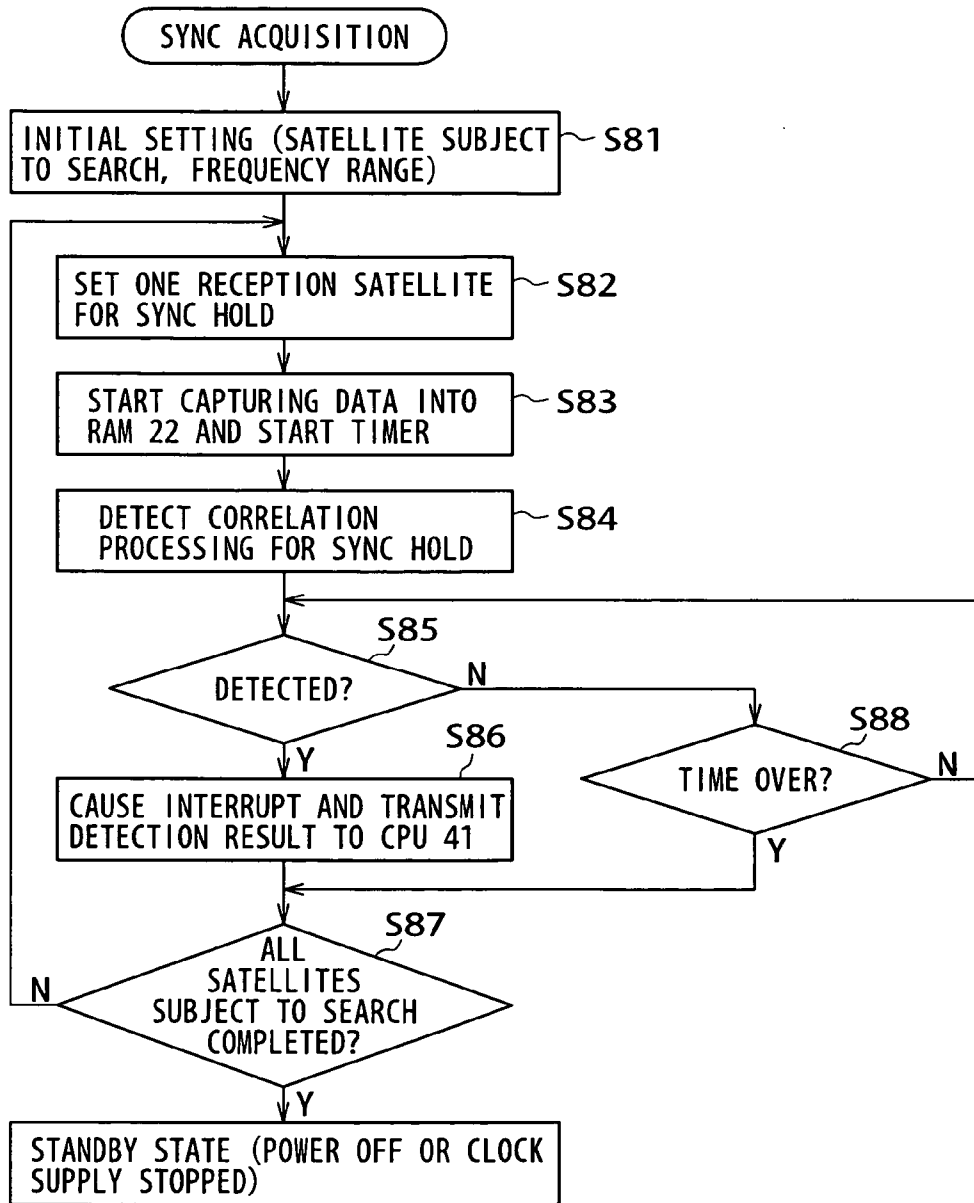 SYNC ACQUISITION
INITIAL SETTING (SATELLITE SUBJECT
TO SEARCH, FREQUENCY RANGE)
S81
SET ONE RECEPTION SATELLITE
FOR SYNC HOLD
S82
START CAPTURING DATA INTO
RAM 22 AND START TIMER
S83
DETECT CORRELATION
PROCESSING FOR SYNC HOLD
S84
S85
DETECTED?
N
Y
S88
TIME OVER?
N
Y
S86
CAUSE INTERRUPT AND TRANSMIT
DETECTION RESULT TO CPU 41
S87
ALL
SATELLITES
SUBJECT TO SEARCH
COMPLETED?
N
Y
STANDBY STATE (POWER OFF OR CLOCK
SUPPLY STOPPED)